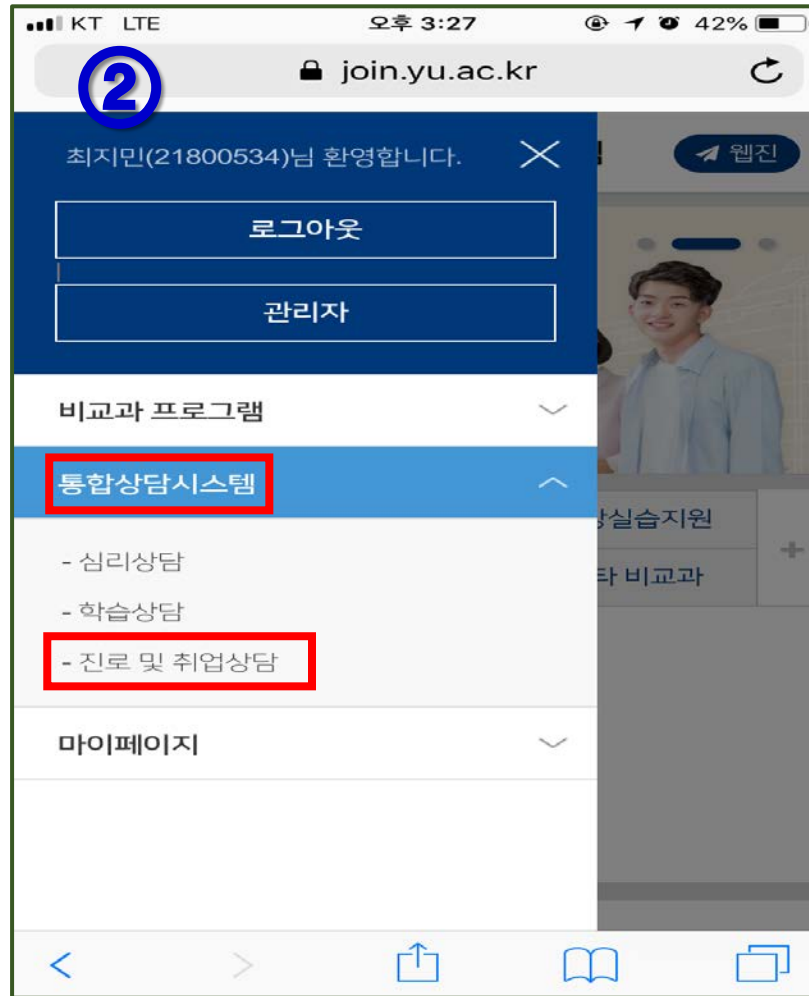 KT LTE 오후 3:27 42%
②
join.yu.ac.kr
최지민(21800534)님 환영합니다.
웹진
로그아웃
관리자
비교과 프로그램
통합상담시스템
실습지원
- 심리상담
타 비교과
- 학습상담
- 진로 및 취업상담
마이페이지